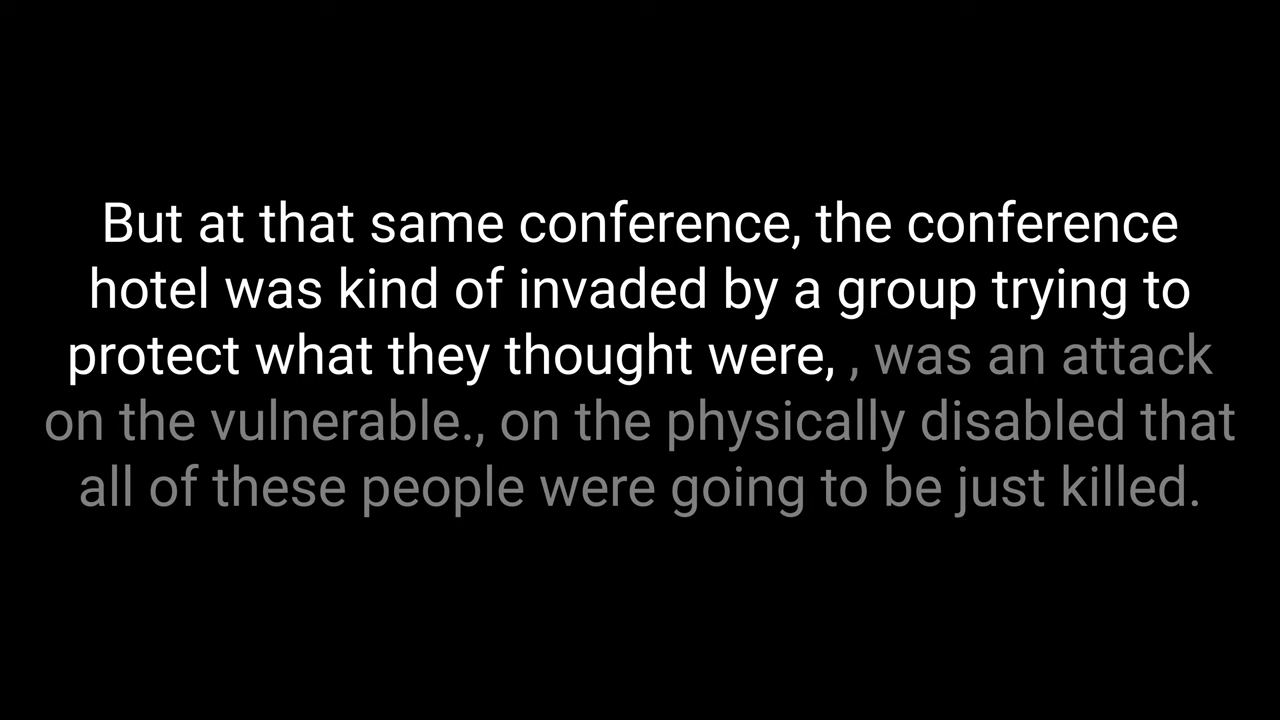 But at that same conference, the conference
hotel was kind of invaded by a group trying to
protect what they thought were, , was an attack
on the vulnerable., on the physically disabled that
all of these people were going to be just killed.